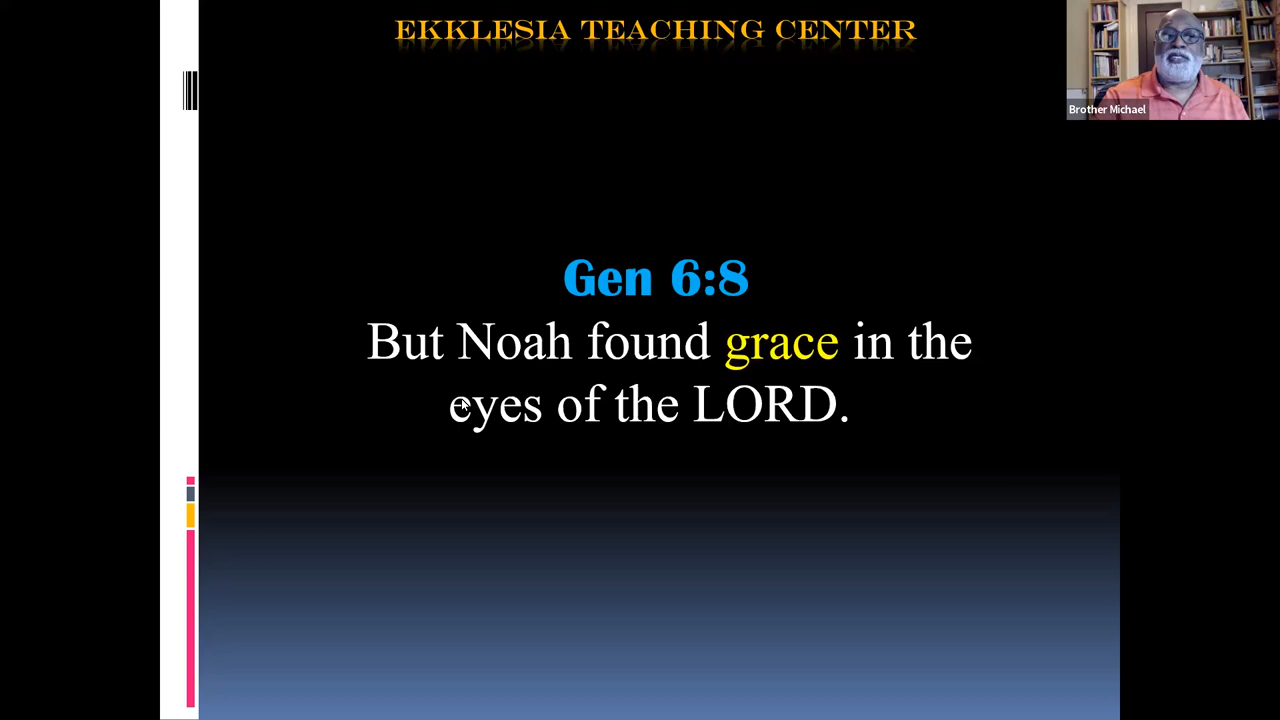 EKKLESIA TEACHING CENTER
Brother Michael
Gen 6:8
But Noah found grace in the
eyes of the LORD.